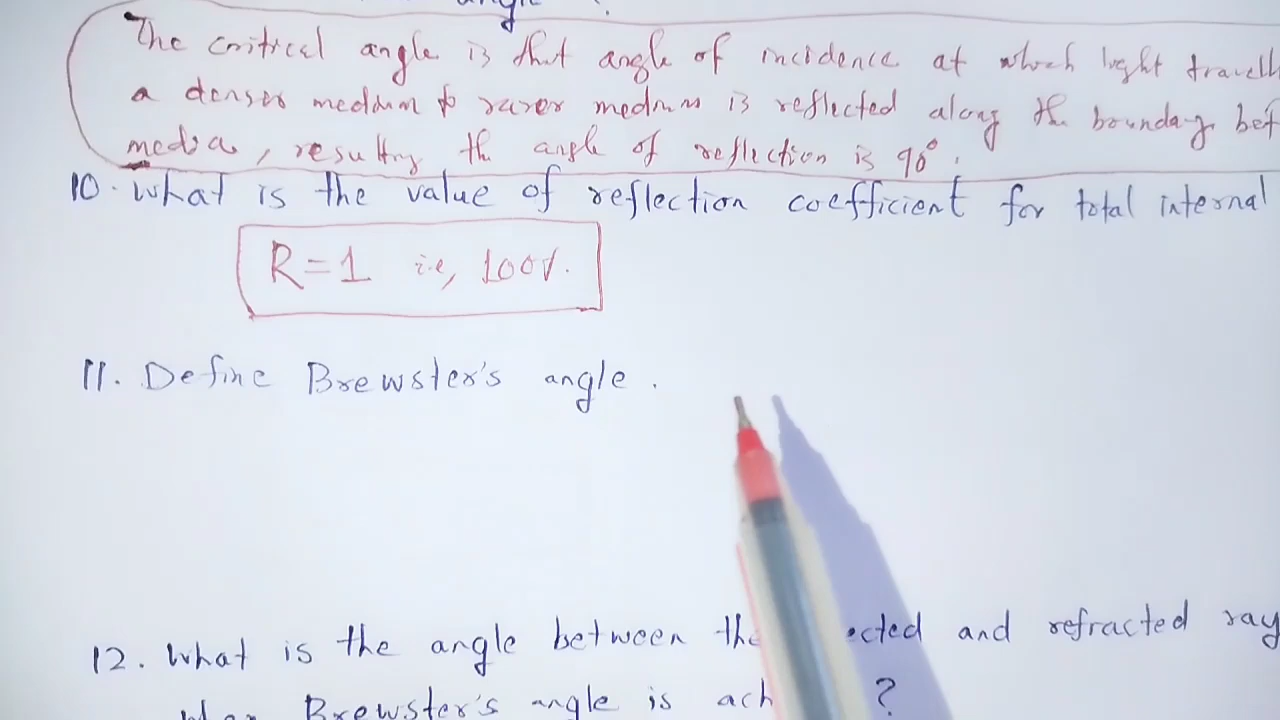 angle ?
The critical angle is that angle of incidence at which light travell
a denser medium to rarer medium is reflected along the boundary bet
media, resulting the angle of reflection is 90°.
10. What is the value of reflection coefficient for total internal
R=1 i.e, 100%.
11. Define Brewster's angle.
12. What is the angle between the ected and refracted ray
when Brewster's angle is ach ?